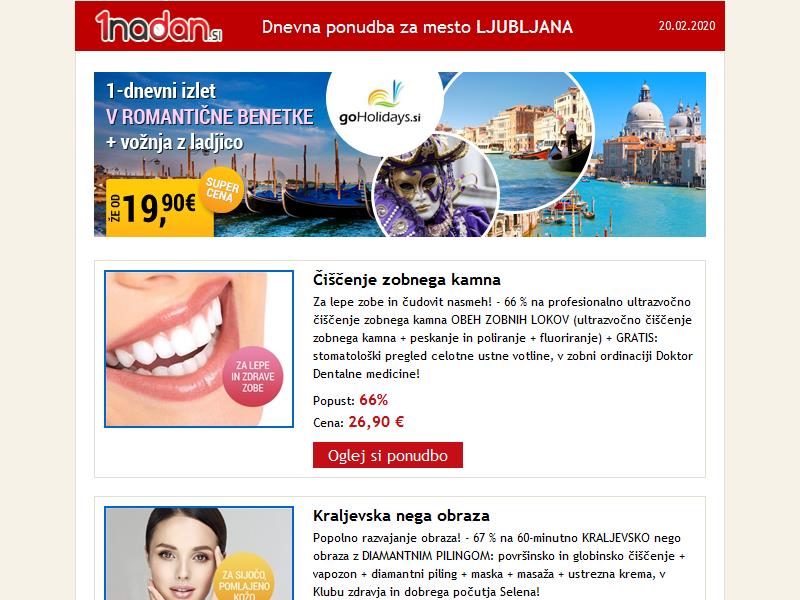 1nadan.si
Dnevna ponudba za mesto LJUBLJANA
20.02.2020
1-dnevni izlet
V ROMANTIČNE BENETKE
+ vožnja z ladjico
ŽE OD
19,90€
SUPER
CENA
goHolidays.si
Čiščenje zobnega kamna
Za lepe zobe in čudovit nasmeh! - 66 % na profesionalno ultrazvočno
čiščenje zobnega kamna OBEH ZOBNIH LOKOV (ultrazvočno čiščenje
zobnega kamna + peskanje in poliranje + fluoriranje) + GRATIS:
stomatološki pregled celotne ustne votline, v zobni ordinaciji Doktor
Dentalne medicine!
ZA LEPE
IN ZDRAVE
ZOBE
Popust: 66%
Cena: 26,90 €
Oglej si ponudbo
Kraljevska nega obraza
Popolno razvajanje obraza! - 67 % na 60-minutno KRALJEVSKO nego
obraza z DIAMANTNIM PILINGOM: površinsko in globinsko čiščenje +
vapozon + diamantni piling + maska + masaža + ustrezna krema, v
Klubu zdravja in dobrega počutja Selena!
ZA SIJOČO,
POMLAJENO
KOŽO